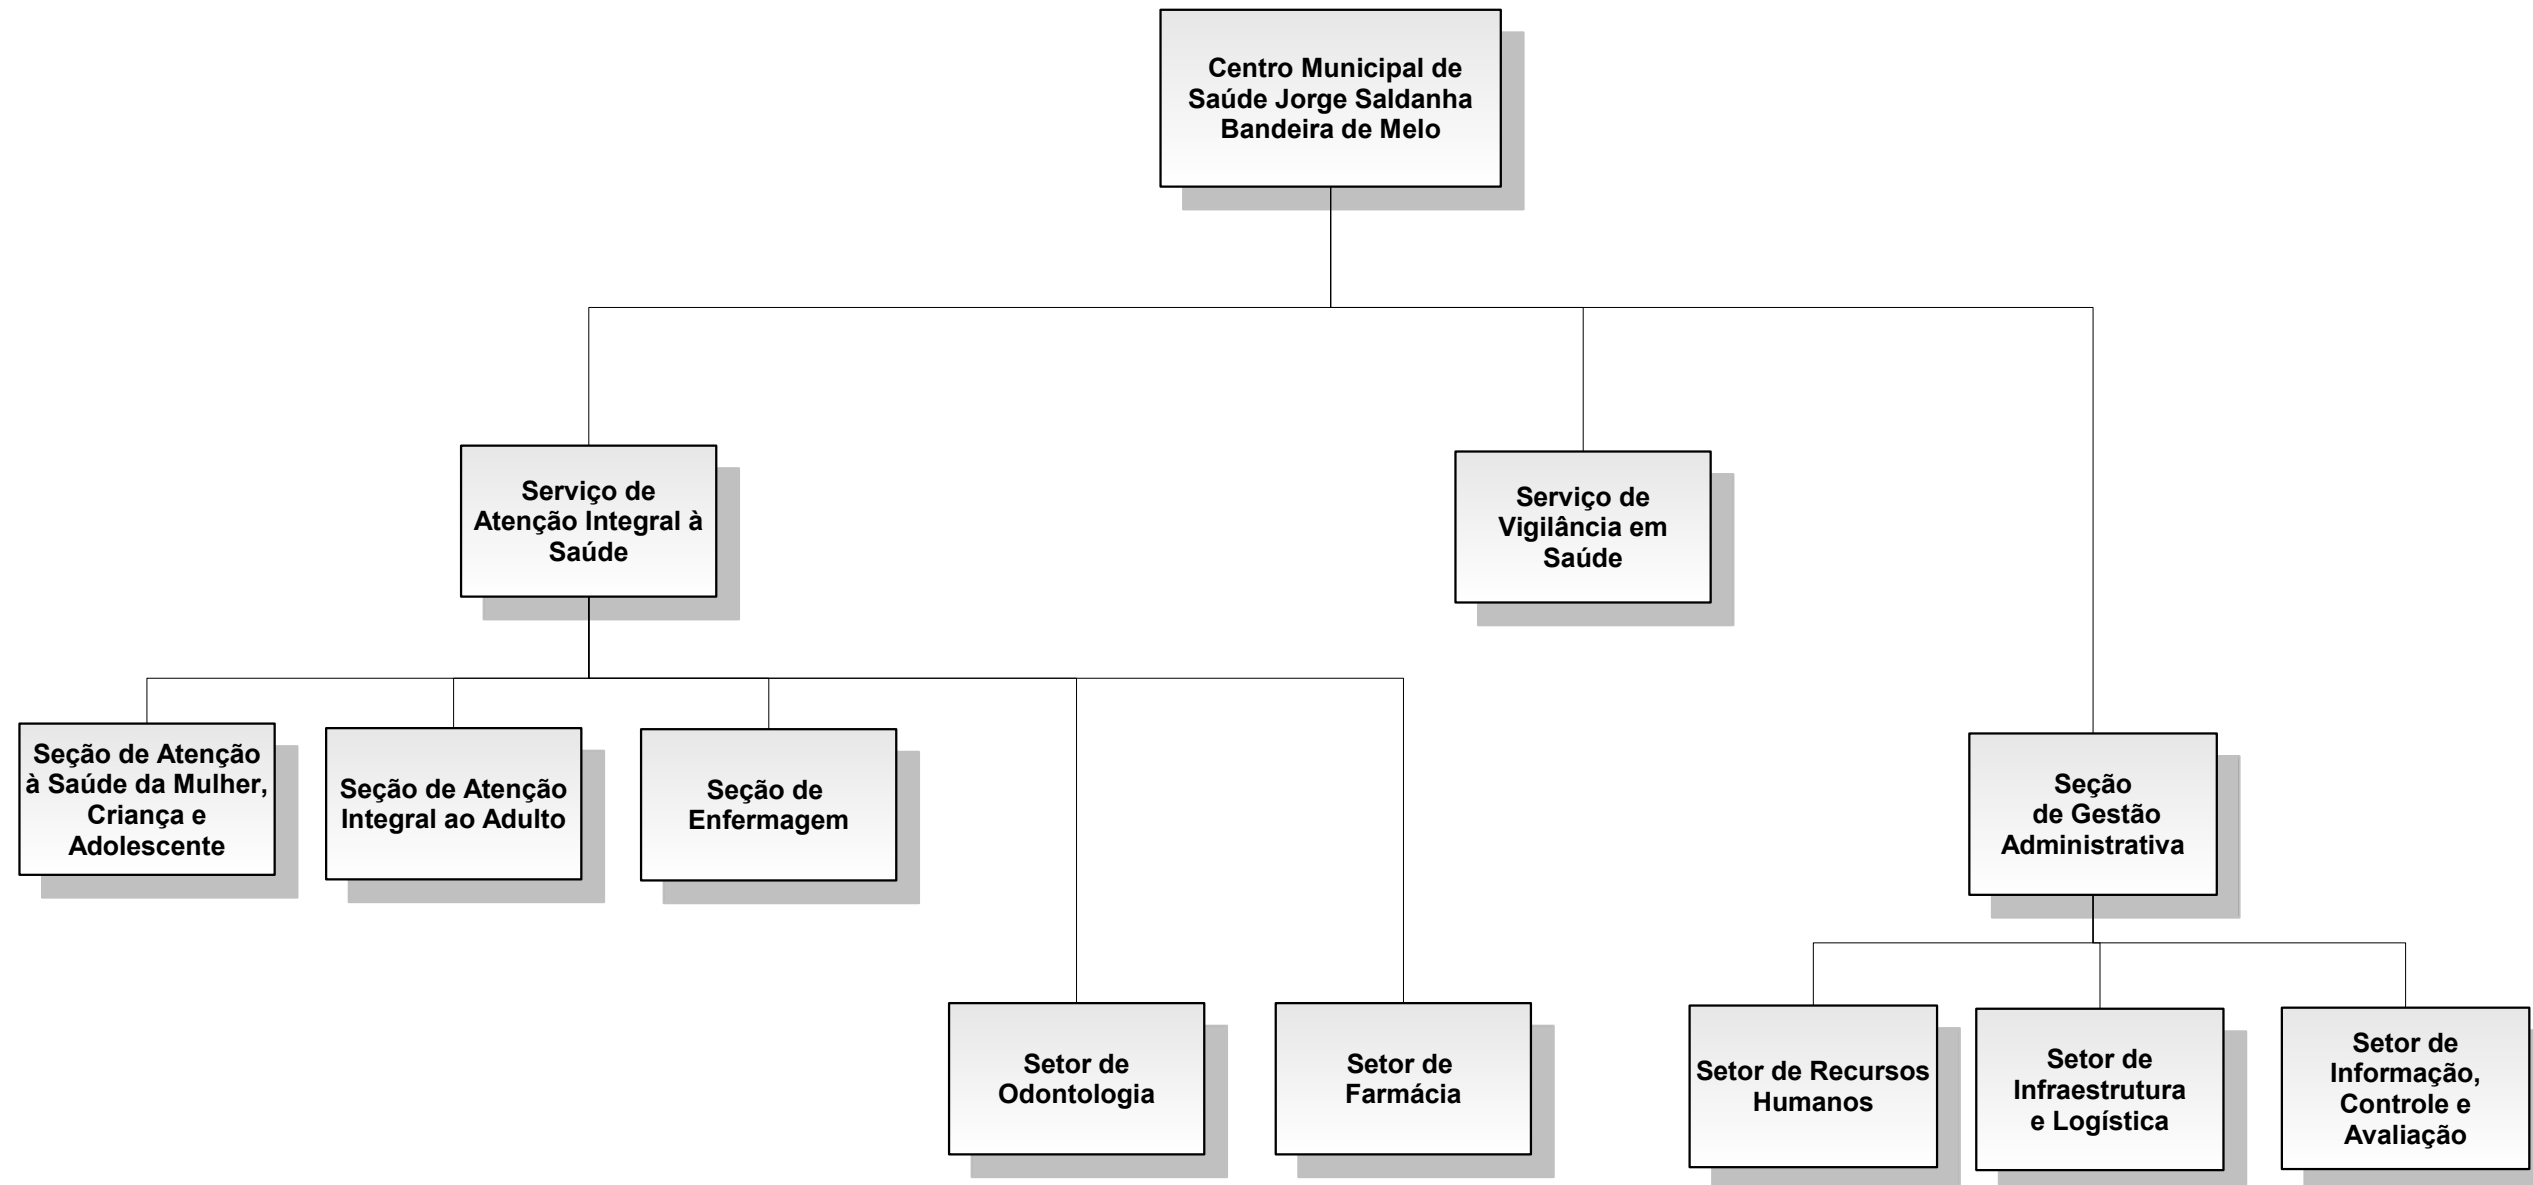 Centro Municipal de
Saúde Jorge Saldanha
Bandeira de Melo
Serviço de
Atenção Integral à
Saúde
Serviço de
Vigilância em
Saúde
Seção de Atenção
à Saúde da Mulher,
Criança e
Adolescente
Seção de Atenção
Integral ao Adulto
Seção de
Enfermagem
Seção
de Gestão
Administrativa
Setor de
Odontologia
Setor de
Farmácia
Setor de Recursos
Humanos
Setor de
Infraestrutura
e Logística
Setor de
Informação,
Controle e
Avaliação